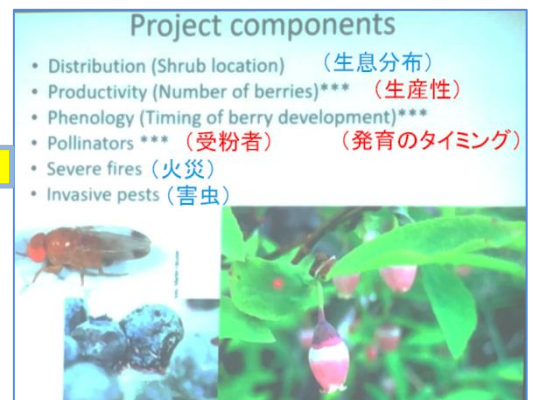 Project components
• Distribution (Shrub location) （生息分布）
• Productivity (Number of berries)*** （生産性）
• Phenology (Timing of berry development)***
• Pollinators *** （受粉者） （発育のタイミング）
• Severe fires （火災）
• Invasive pests （害虫）